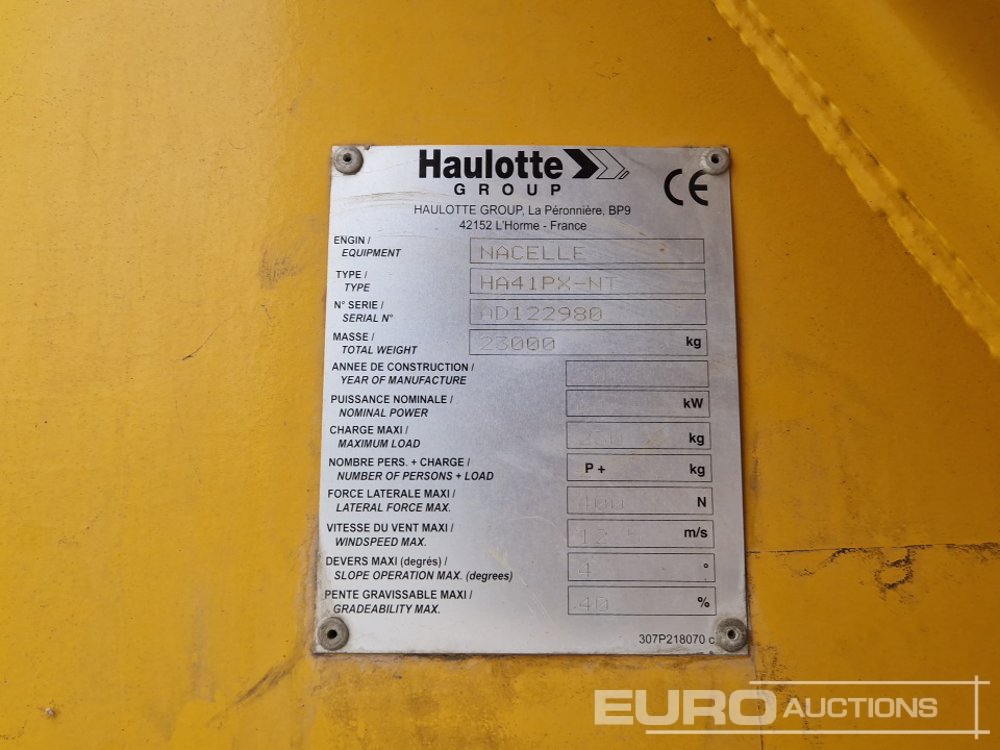 Haulotte
GROUP
CE
HAULOTTE GROUP, La Péronnière, BP9
42152 L'Horme - France
ENGIN /
EQUIPMENT
NACELLE
TYPE /
TYPE
HA41PX-NT
N° SERIE /
SERIAL N°
AD122980
MASSE /
TOTAL WEIGHT
23000 kg
ANNEE DE CONSTRUCTION /
YEAR OF MANUFACTURE
PUISSANCE NOMINALE /
NOMINAL POWER
kW
CHARGE MAXI /
MAXIMUM LOAD
kg
NOMBRE PERS. + CHARGE /
NUMBER OF PERSONS + LOAD
P + kg
FORCE LATERALE MAXI /
LATERAL FORCE MAX.
400 N
VITESSE DU VENT MAXI /
WINDSPEED MAX.
m/s
DEVERS MAXI (degrés) /
SLOPE OPERATION MAX. (degrees)
4 °
PENTE GRAVISSABLE MAXI /
GRADEABILITY MAX.
40 %
307P218070 c
EURO AUCTIONS